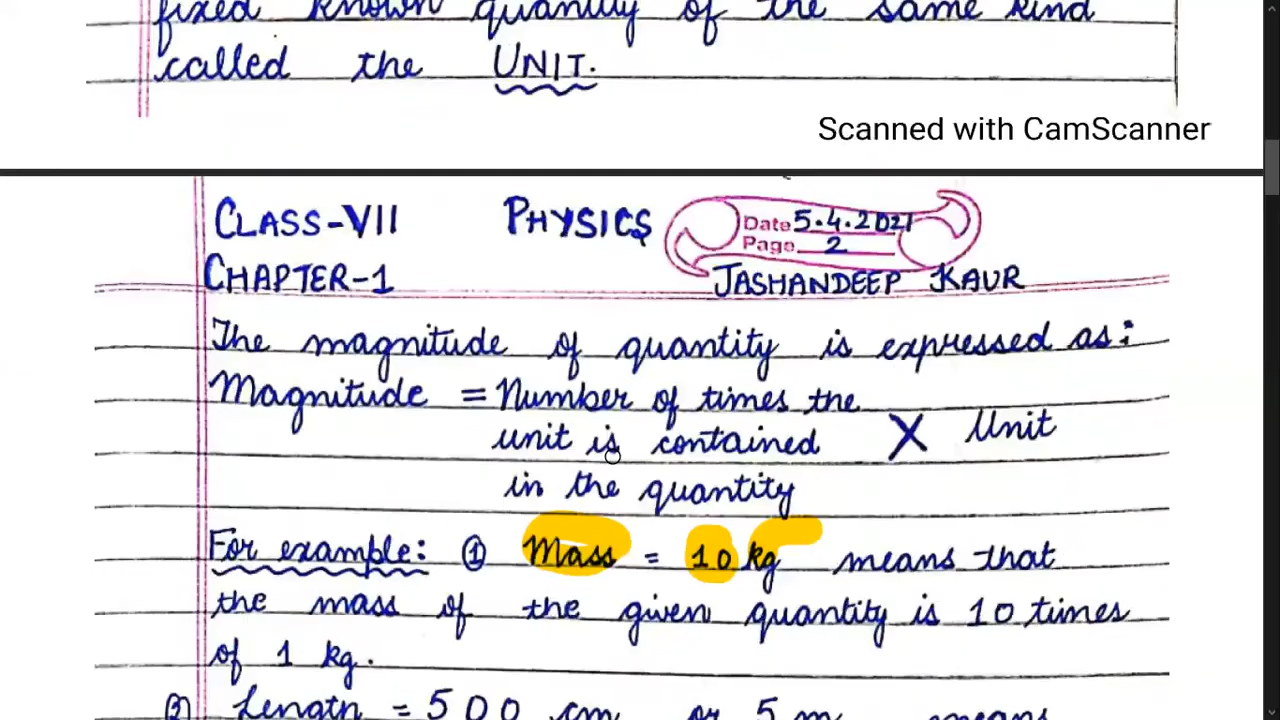 fixed known quantity of the same kind
called the UNIT.
Scanned with CamScanner
CLASS-VII PHYSICS Date 5.4.2021
Page 2
CHAPTER-1 JASHANDEEP KAUR
The magnitude of quantity is expressed as:
Magnitude = Number of times the
unit is contained X Unit
in the quantity
For example: ① Mass = 10 kg means that
the mass of the given quantity is 10 times
of 1 kg.
② Length = 500 cm or 5 m means